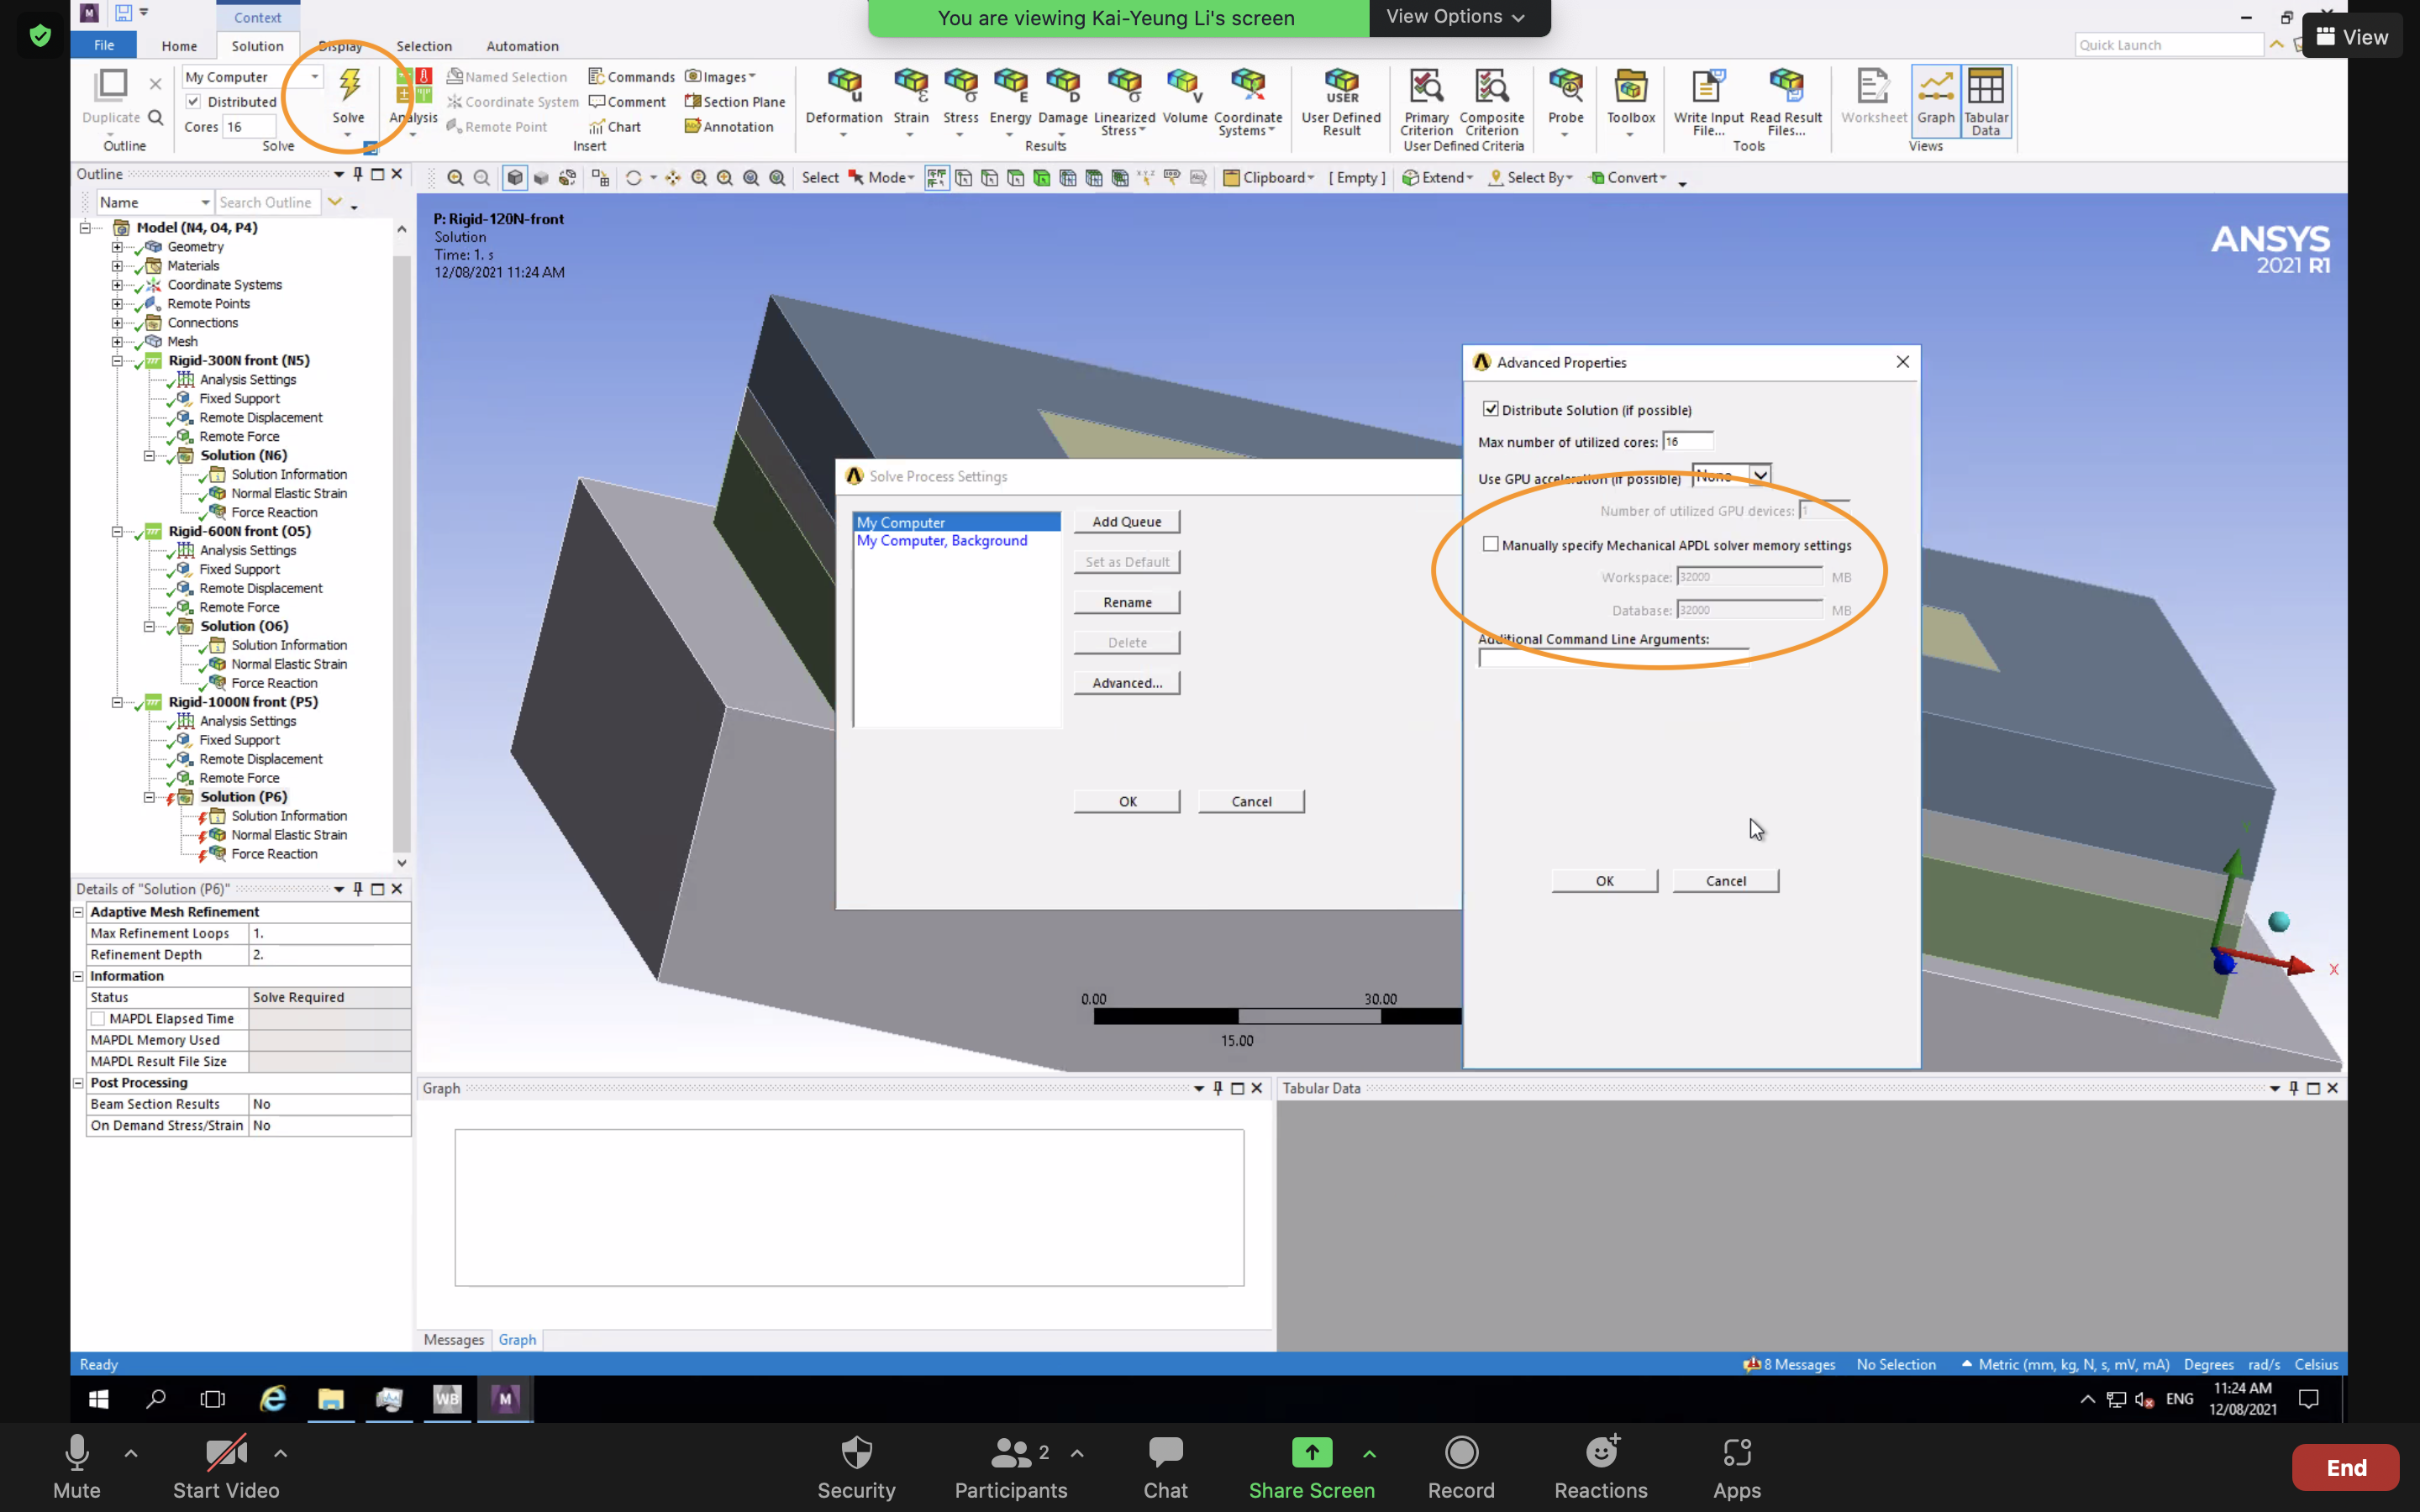 Context
You are viewing Kai-Yeung Li's screen
View Options
View
File
Home
Solution
Display
Selection
Automation
Quick Launch
Duplicate
Outline
My Computer
Distributed
Cores 16
Solve
Solve
Analysis
Named Selection
Coordinate System
Remote Point
Commands
Comment
Chart
Images
Section Plane
Annotation
Insert
Deformation
Strain
Stress
Energy
Damage
Linearized Stress
Volume
Coordinate Systems
Results
USER
User Defined Result
Primary Criterion
Composite Criterion
User Defined Criteria
Probe
Toolbox
Write Input File...
Read Result Files...
Tools
Worksheet
Graph
Tabular Data
Views
Outline
Name
Search Outline
Select
Mode
Clipboard
[ Empty ]
Extend
Select By
Convert
Model (N4, O4, P4)
Geometry
Materials
Coordinate Systems
Remote Points
Connections
Mesh
Rigid-300N front (N5)
Analysis Settings
Fixed Support
Remote Displacement
Remote Force
Solution (N6)
Solution Information
Normal Elastic Strain
Force Reaction
Rigid-600N front (O5)
Analysis Settings
Fixed Support
Remote Displacement
Remote Force
Solution (O6)
Solution Information
Normal Elastic Strain
Force Reaction
Rigid-1000N front (P5)
Analysis Settings
Fixed Support
Remote Displacement
Remote Force
Solution (P6)
Solution Information
Normal Elastic Strain
Force Reaction
P: Rigid-120N-front
Solution
Time: 1. s
12/08/2021 11:24 AM
ANSYS
2021 R1
Solve Process Settings
My Computer
My Computer, Background
Add Queue
Set as Default
Rename
Delete
Advanced...
OK
Cancel
Advanced Properties
Distribute Solution (if possible)
Max number of utilized cores: 16
Use GPU acceleration (if possible) None
Number of utilized GPU devices: 1
Manually specify Mechanical APDL solver memory settings
Workspace: 32000 MB
Database: 32000 MB
Additional Command Line Arguments:
OK
Cancel
0.00
30.00
15.00
Y
X
Z
Details of "Solution (P6)"
Adaptive Mesh Refinement
Max Refinement Loops 1.
Refinement Depth 2.
Information
Status Solve Required
MAPDL Elapsed Time
MAPDL Memory Used
MAPDL Result File Size
Post Processing
Beam Section Results No
On Demand Stress/Strain No
Graph
Tabular Data
Messages
Graph
Ready
8 Messages
No Selection
Metric (mm, kg, N, s, mV, mA)
Degrees
rad/s
Celsius
WB
M
ENG
11:24 AM
12/08/2021
Mute
Start Video
Security
Participants
2
Chat
Share Screen
Record
Reactions
Apps
End